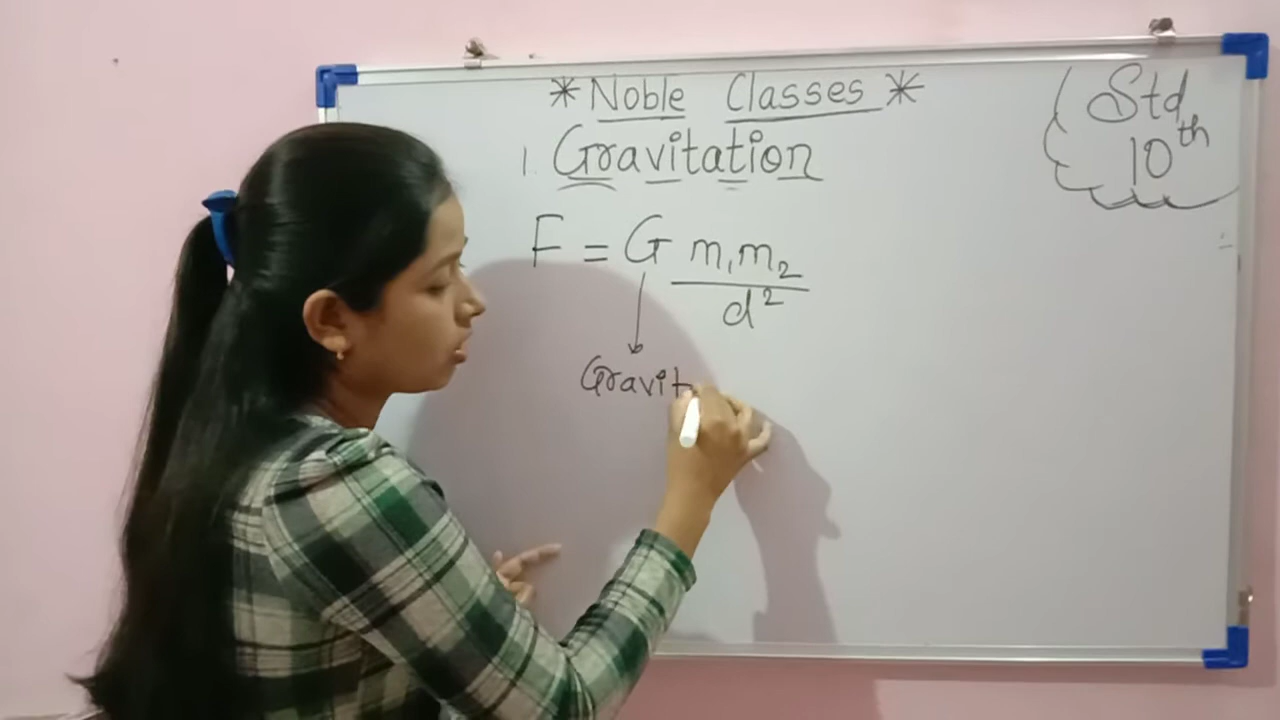 * Noble Classes *
Std
10th
1. Gravitation
F = G m₁m₂
d²
Gravit